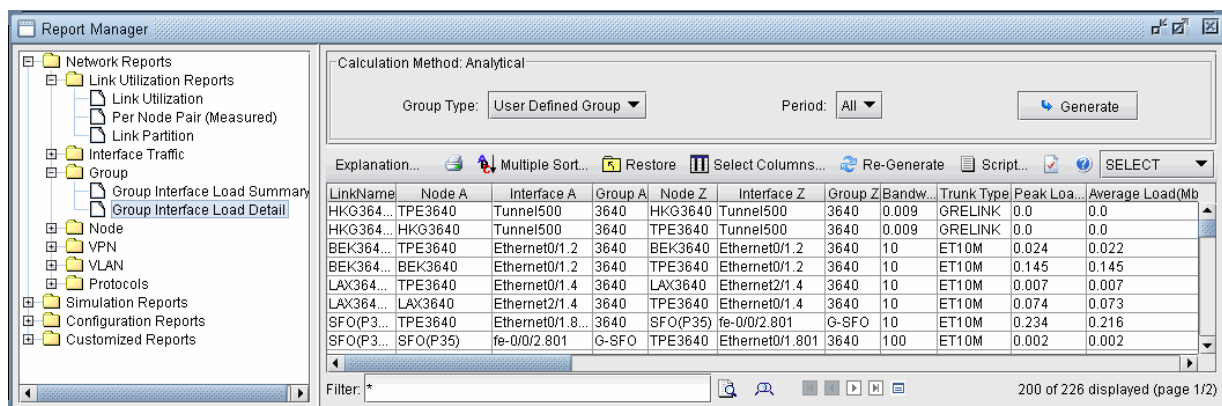 Report Manager
Network Reports
Link Utilization Reports
Link Utilization
Per Node Pair (Measured)
Link Partition
Interface Traffic
Group
Group Interface Load Summary
Group Interface Load Detail
Node
VPN
VLAN
Protocols
Simulation Reports
Configuration Reports
Customized Reports
Calculation Method: Analytical
Group Type: User Defined Group Period: All Generate
Explanation... Multiple Sort... Restore Select Columns... Re-Generate Script... SELECT
LinkName Node A Interface A Group A Node Z Interface Z Group Z Bandw... Trunk Type Peak Loa... Average Load(Mb
HKG364... TPE3640 Tunnel500 3640 HKG3640 Tunnel500 3640 0.009 GRELINK 0.0 0.0
HKG364... HKG3640 Tunnel500 3640 TPE3640 Tunnel500 3640 0.009 GRELINK 0.0 0.0
BEK364... TPE3640 Ethernet0/1.2 3640 BEK3640 Ethernet0/1.2 3640 10 ET10M 0.024 0.022
BEK364... BEK3640 Ethernet0/1.2 3640 TPE3640 Ethernet0/1.2 3640 10 ET10M 0.145 0.145
LAX364... TPE3640 Ethernet0/1.4 3640 LAX3640 Ethernet2/1.4 3640 10 ET10M 0.007 0.007
LAX364... LAX3640 Ethernet2/1.4 3640 TPE3640 Ethernet0/1.4 3640 10 ET10M 0.074 0.073
SFO(P3... TPE3640 Ethernet0/1.8... 3640 SFO(P35) fe-0/0/2.801 G-SFO 10 ET10M 0.234 0.216
SFO(P3... SFO(P35) fe-0/0/2.801 G-SFO TPE3640 Ethernet0/1.801 3640 100 ET10M 0.002 0.002
Filter: * 200 of 226 displayed (page 1/2)